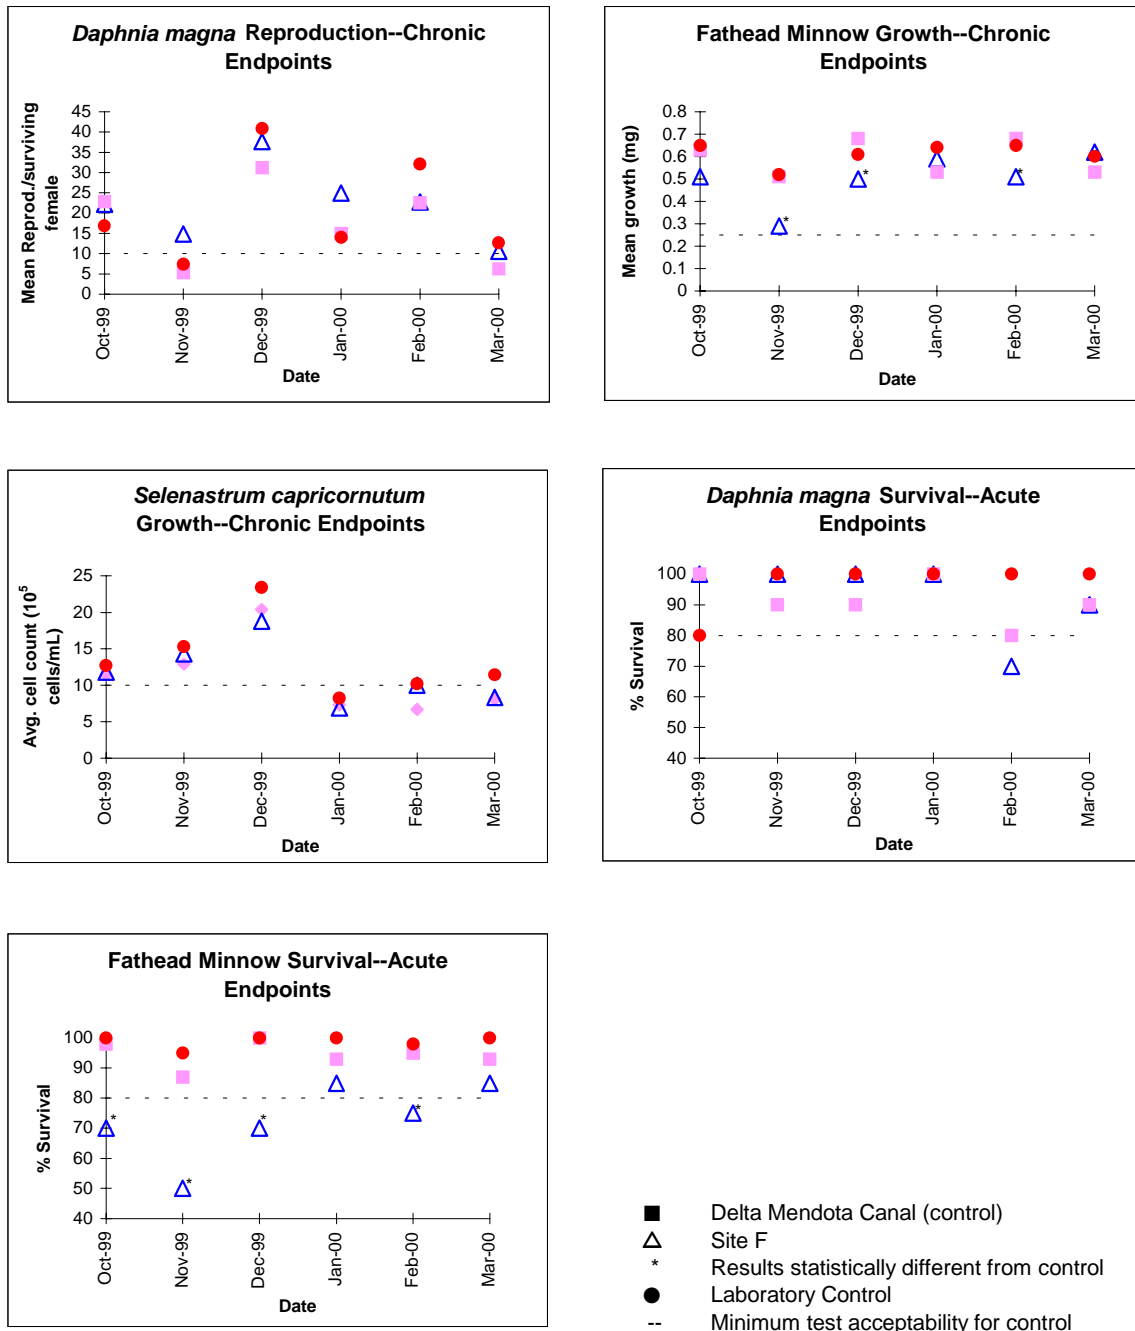 Daphnia magna Reproduction--Chronic
Endpoints
Mean Reprod./surviving
female
45
40
35
30
25
20
15
10
5
0
Oct-99
Nov-99
Dec-99
Jan-00
Feb-00
Mar-00
Date
Fathead Minnow Growth--Chronic
Endpoints
Mean growth (mg)
0.8
0.7
0.6
0.5
0.4
0.3
0.2
0.1
0
*
*
*
Oct-99
Nov-99
Dec-99
Jan-00
Feb-00
Mar-00
Date
Selenastrum capricornutum
Growth--Chronic Endpoints
Avg. cell count (10⁵
cells/mL)
25
20
15
10
5
0
Oct-99
Nov-99
Dec-99
Jan-00
Feb-00
Mar-00
Date
Daphnia magna Survival--Acute
Endpoints
% Survival
100
90
80
70
60
50
40
Oct-99
Nov-99
Dec-99
Jan-00
Feb-00
Mar-00
Date
Fathead Minnow Survival--Acute
Endpoints
% Survival
100
90
80
70
60
50
40
*
*
*
*
Oct-99
Nov-99
Dec-99
Jan-00
Feb-00
Mar-00
Date
Delta Mendota Canal (control)
Site F
* Results statistically different from control
Laboratory Control
-- Minimum test acceptability for control